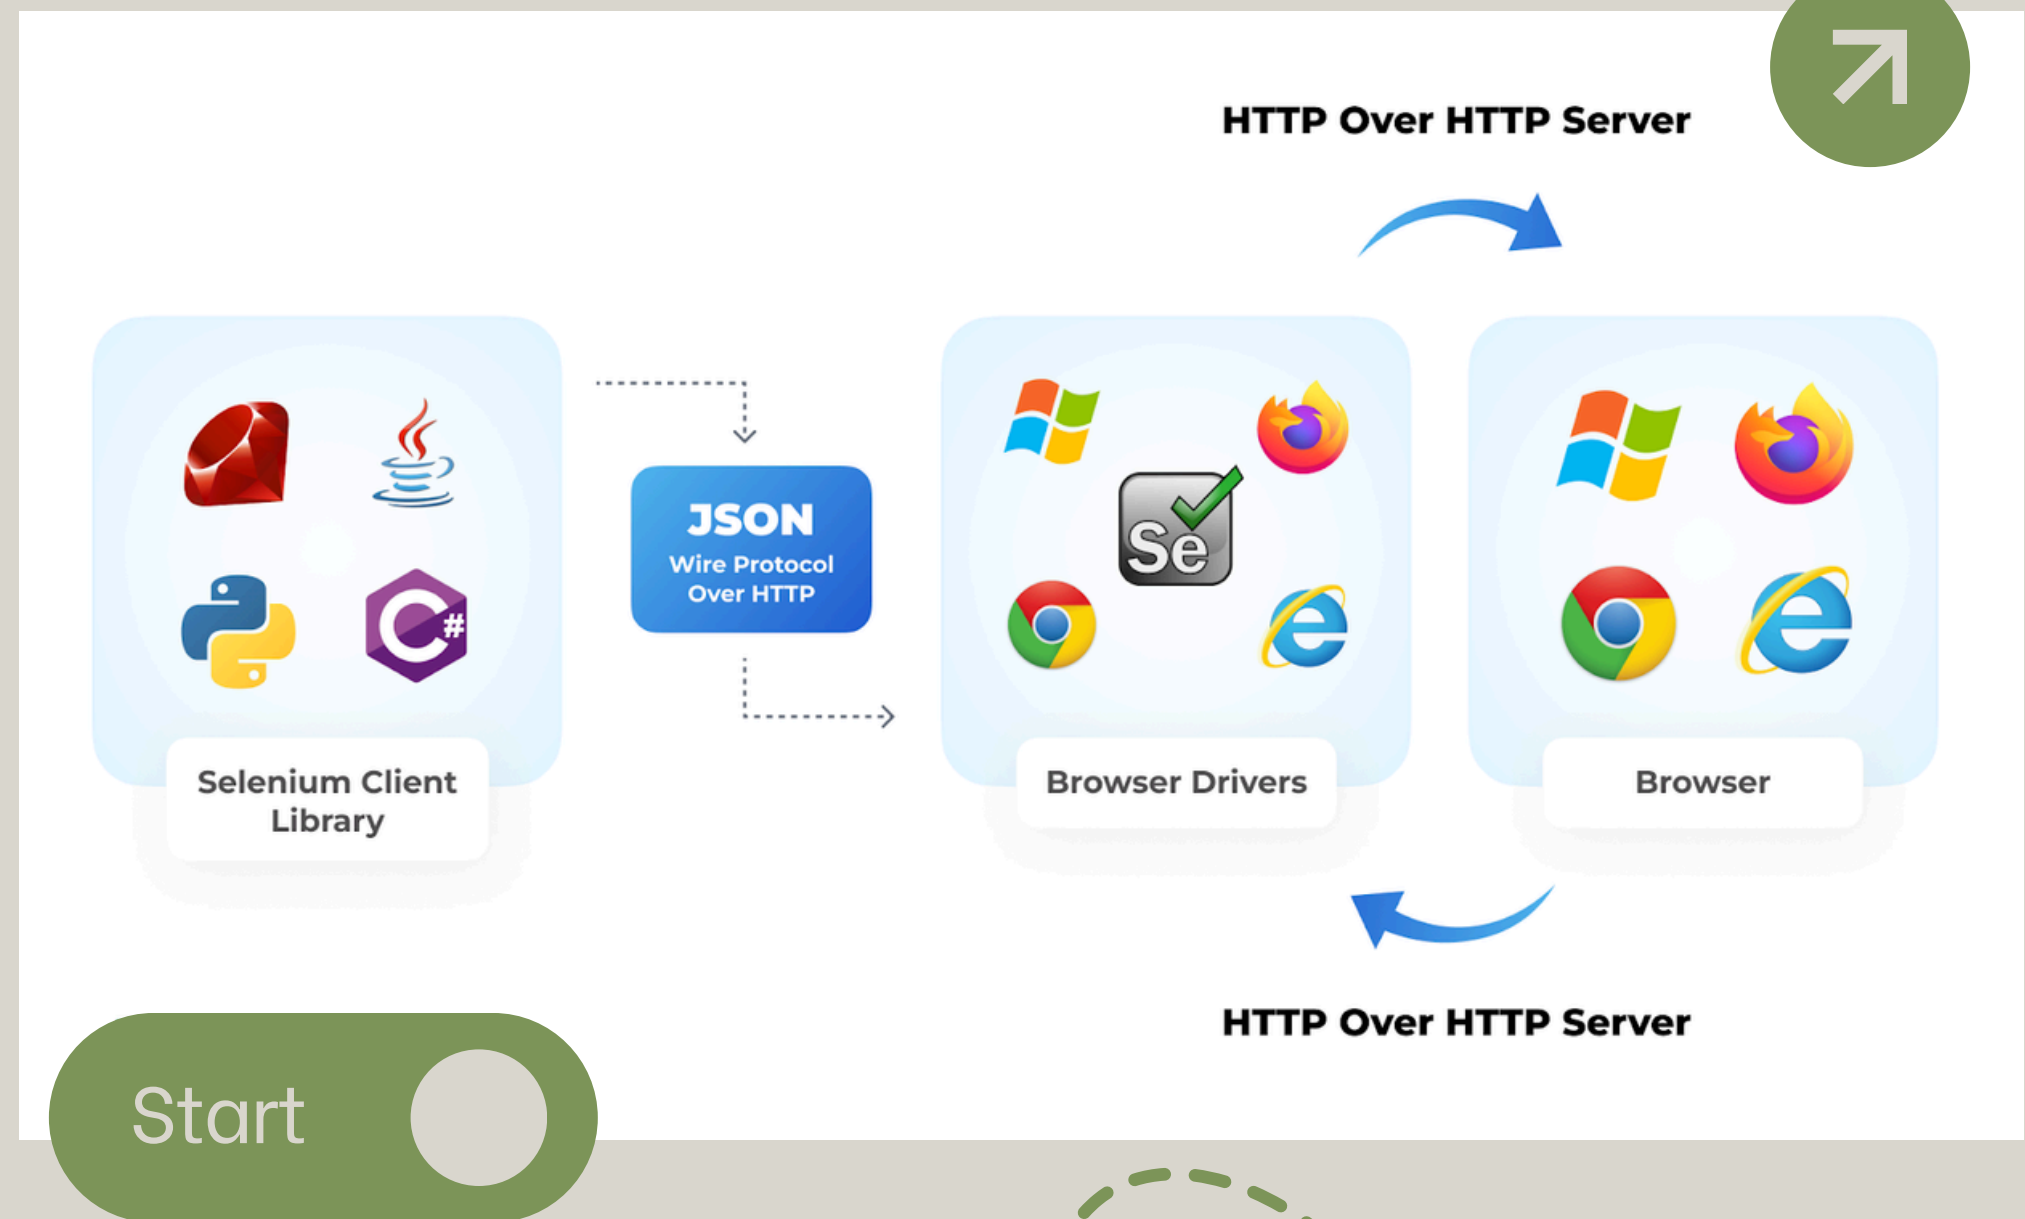 HTTP Over HTTP Server
JSON
Wire Protocol
Over HTTP
Se
C#
Selenium Client
Library
Browser Drivers
Browser
HTTP Over HTTP Server
Start